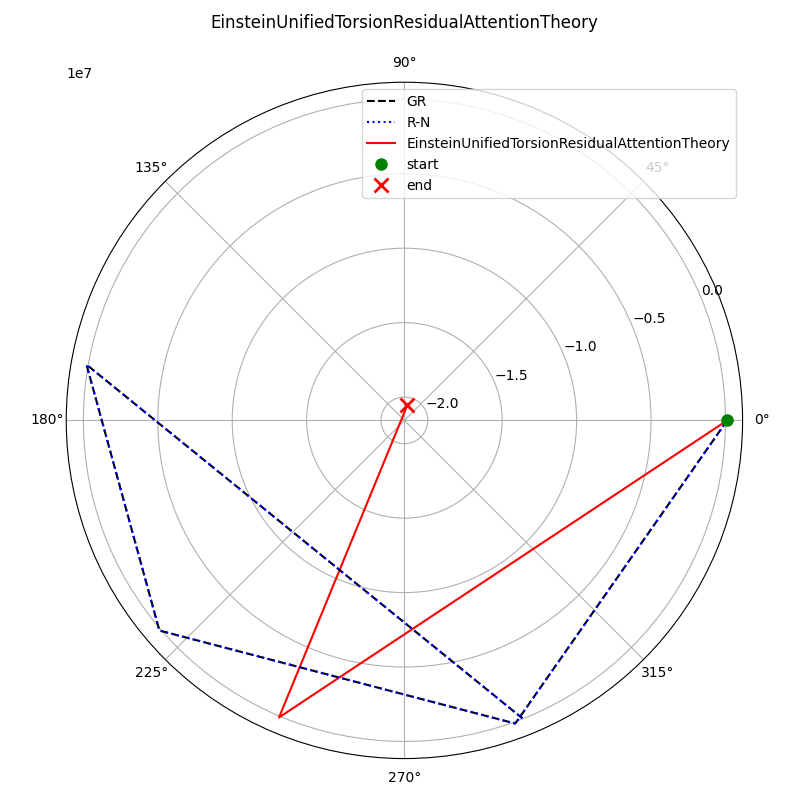 EinsteinUnifiedTorsionResidualAttentionTheory
1e7
90°
GR
R-N
EinsteinUnifiedTorsionResidualAttentionTheory
start
end
135°
45°
0.0
−0.5
−1.0
−1.5
−2.0
180°
0°
225°
315°
270°